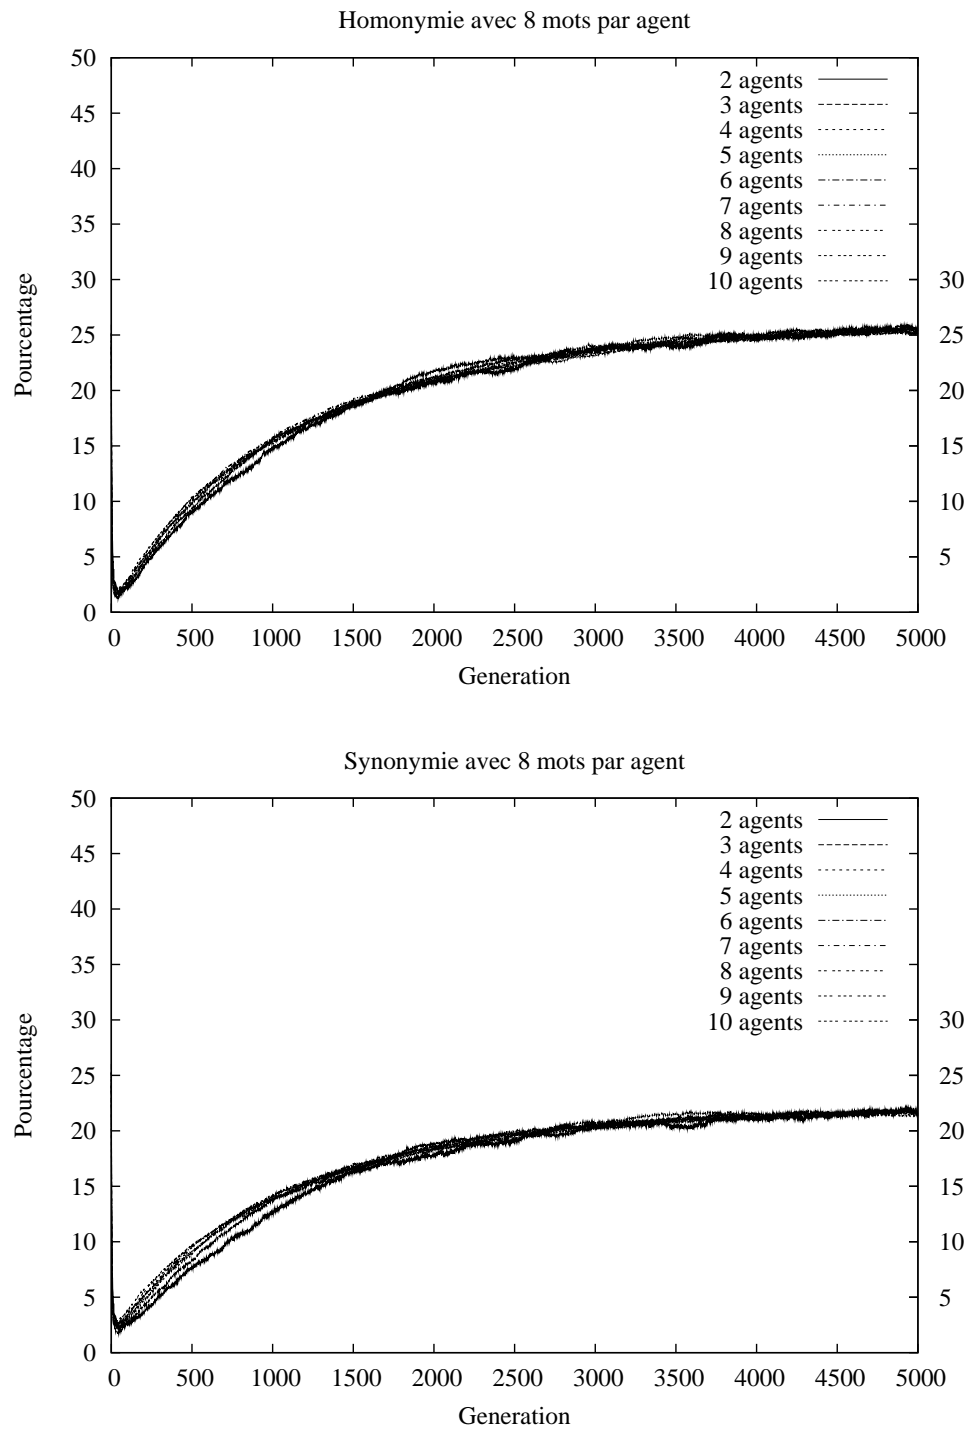 Homonymie avec 8 mots par agent
50
45
40
35
30
25
20
15
10
5
0
30
25
20
15
10
5
Pourcentage
2 agents
3 agents
4 agents
5 agents
6 agents
7 agents
8 agents
9 agents
10 agents
0 500 1000 1500 2000 2500 3000 3500 4000 4500 5000
Generation
Synonymie avec 8 mots par agent
50
45
40
35
30
25
20
15
10
5
0
30
25
20
15
10
5
Pourcentage
2 agents
3 agents
4 agents
5 agents
6 agents
7 agents
8 agents
9 agents
10 agents
0 500 1000 1500 2000 2500 3000 3500 4000 4500 5000
Generation